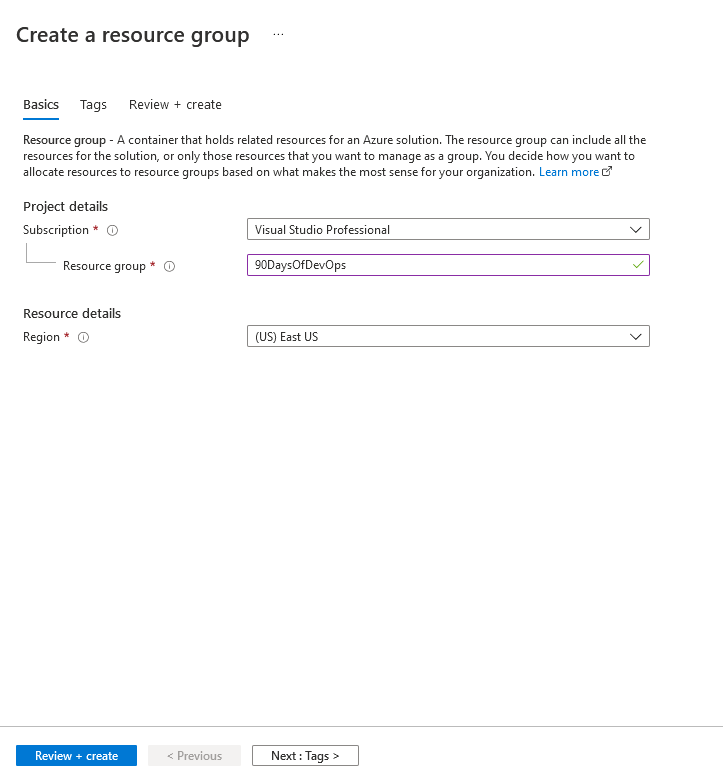 Create a resource group ...
Basics Tags Review + create
Resource group - A container that holds related resources for an Azure solution. The resource group can include all the
resources for the solution, or only those resources that you want to manage as a group. You decide how you want to
allocate resources to resource groups based on what makes the most sense for your organization. Learn more
Project details
Subscription * Visual Studio Professional
Resource group * 90DaysOfDevOps
Resource details
Region * (US) East US
Review + create < Previous Next : Tags >